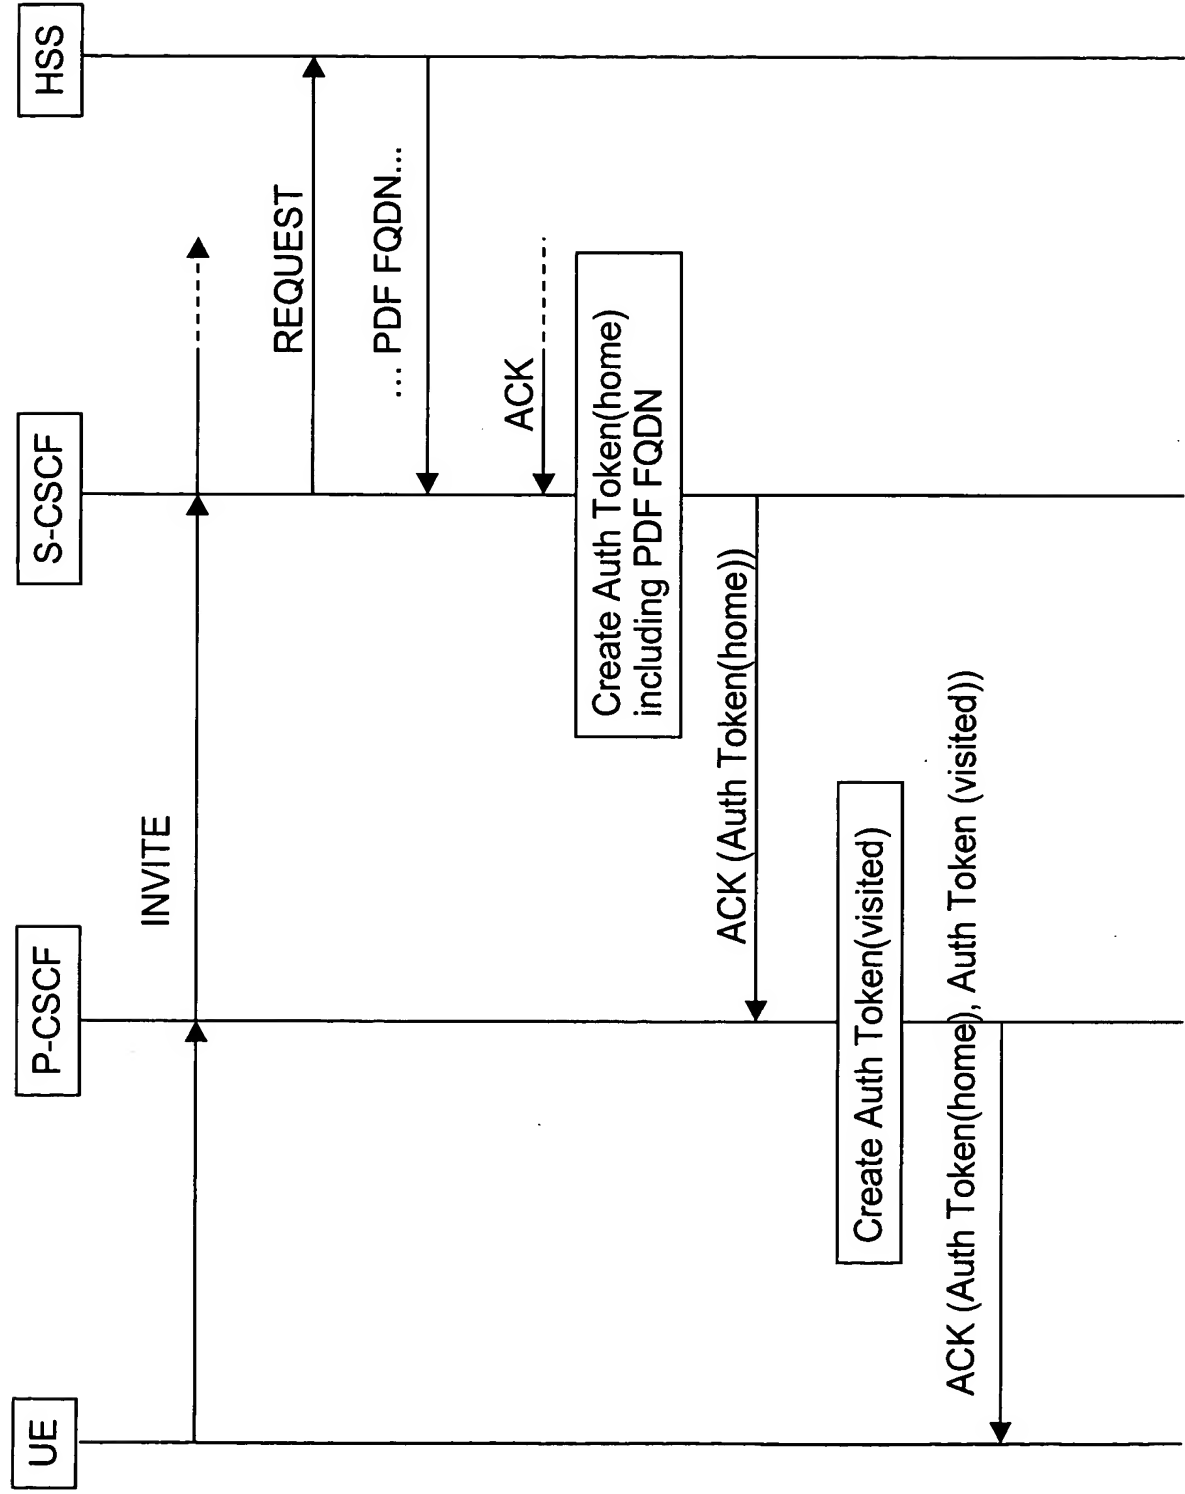 UE
P-CSCF
S-CSCF
HSS
INVITE
REQUEST
... PDF FQDN...
ACK
Create Auth Token(home)
including PDF FQDN
ACK (Auth Token(home))
Create Auth Token(visited)
ACK (Auth Token(home), Auth Token (visited))